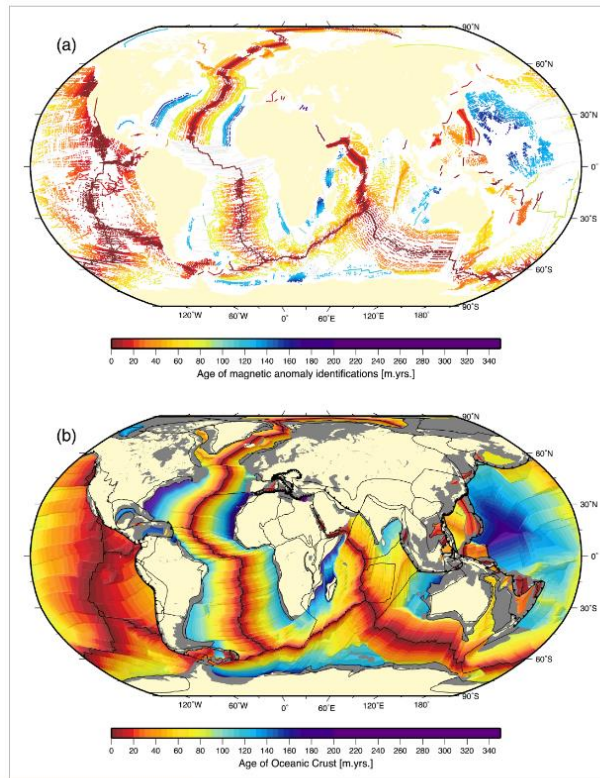 (a)
90˚N
60˚N
30˚N
0˚
30˚S
60˚S
90˚S
120˚W 60˚W 0˚ 60˚E 120˚E 180˚
0 20 40 60 80 100 120 140 160 180 200 220 240 260 280 300 320 340
Age of magnetic anomaly identifications [m.yrs.]
(b)
90˚N
60˚N
30˚N
0˚
30˚S
60˚S
90˚S
120˚W 60˚W 0˚ 60˚E 120˚E 180˚
0 20 40 60 80 100 120 140 160 180 200 220 240 260 280 300 320 340
Age of Oceanic Crust [m.yrs.]